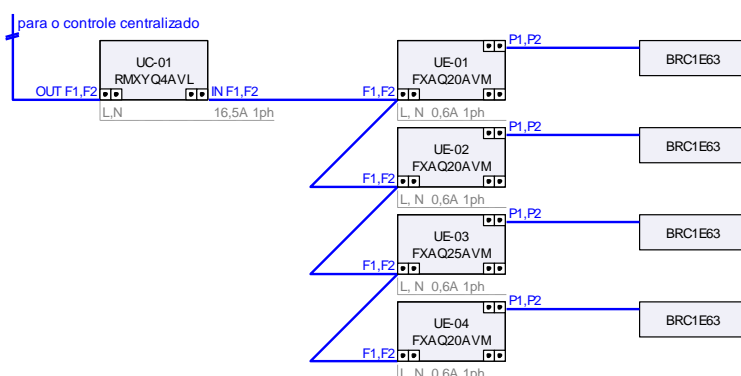 para o controle centralizado
UC-01
RMXYQ4AVL
OUT F1,F2
IN F1,F2
L,N 16,5A 1ph
UE-01
FXAQ20AVM
F1,F2
P1,P2
L, N 0,6A 1ph
BRC1E63
UE-02
FXAQ20AVM
F1,F2
P1,P2
L, N 0,6A 1ph
BRC1E63
UE-03
FXAQ25AVM
F1,F2
P1,P2
L, N 0,6A 1ph
BRC1E63
UE-04
FXAQ20AVM
F1,F2
P1,P2
L, N 0,6A 1ph
BRC1E63